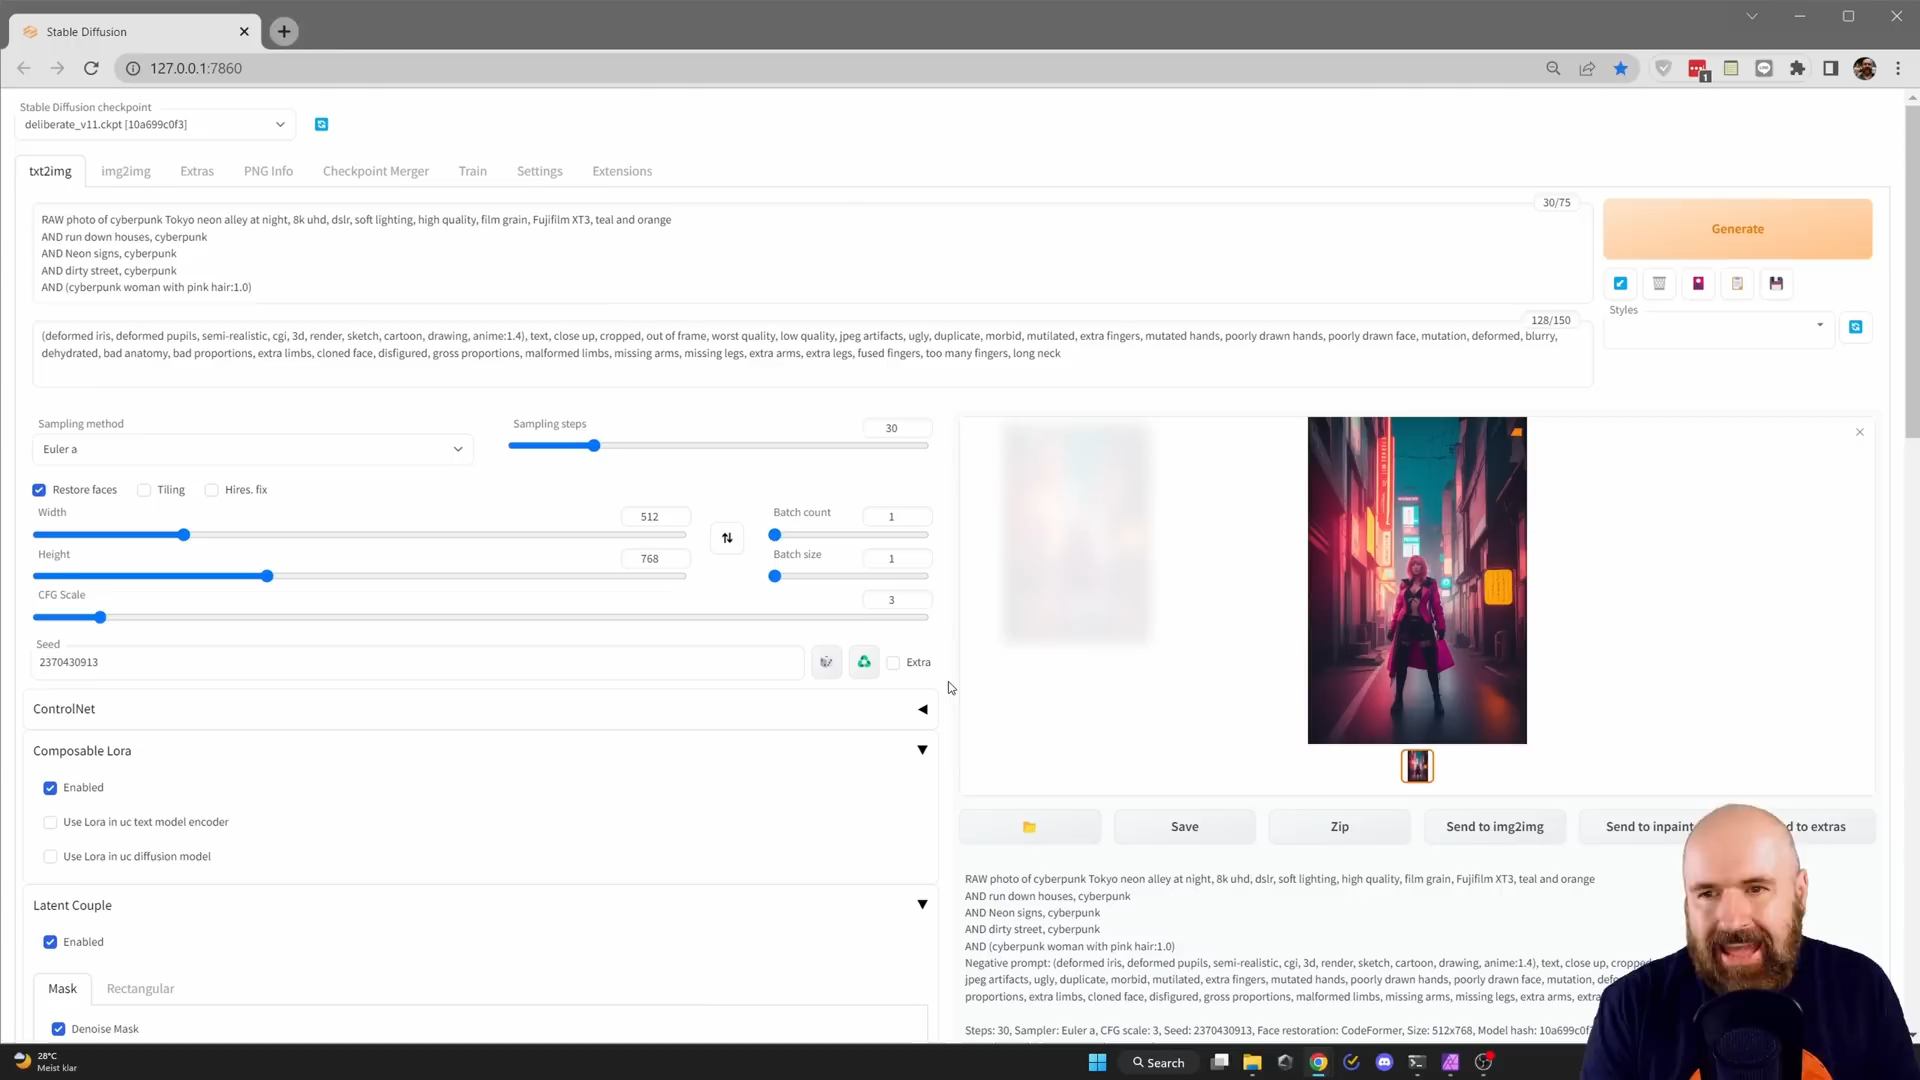 Stable Diffusion
127.0.0.1:7860
1
Stable Diffusion checkpoint
deliberate_v11.ckpt [10a699c0f3]
txt2img
img2img
Extras
PNG Info
Checkpoint Merger
Train
Settings
Extensions
30/75
RAW photo of cyberpunk Tokyo neon alley at night, 8k uhd, dslr, soft lighting, high quality, film grain, Fujifilm XT3, teal and orange
AND run down houses, cyberpunk
AND Neon signs, cyberpunk
AND dirty street, cyberpunk
AND (cyberpunk woman with pink hair:1.0)
Generate
Styles
128/150
(deformed iris, deformed pupils, semi-realistic, cgi, 3d, render, sketch, cartoon, drawing, anime:1.4), text, close up, cropped, out of frame, worst quality, low quality, jpeg artifacts, ugly, duplicate, morbid, mutilated, extra fingers, mutated hands, poorly drawn hands, poorly drawn face, mutation, deformed, blurry,
dehydrated, bad anatomy, bad proportions, extra limbs, cloned face, disfigured, gross proportions, malformed limbs, missing arms, missing legs, extra arms, extra legs, fused fingers, too many fingers, long neck
Sampling method
Euler a
Sampling steps
30
Restore faces
Tiling
Hires. fix
Width
512
Batch count
1
Height
768
Batch size
1
CFG Scale
3
Seed
2370430913
Extra
ControlNet
Composable Lora
Enabled
Use Lora in uc text model encoder
Use Lora in uc diffusion model
Latent Couple
Enabled
Mask
Rectangular
Denoise Mask
Save
Zip
Send to img2img
Send to inpaint
d to extras
RAW photo of cyberpunk Tokyo neon alley at night, 8k uhd, dslr, soft lighting, high quality, film grain, Fujifilm XT3, teal and orange
AND run down houses, cyberpunk
AND Neon signs, cyberpunk
AND dirty street, cyberpunk
AND (cyberpunk woman with pink hair:1.0)
Negative prompt: (deformed iris, deformed pupils, semi-realistic, cgi, 3d, render, sketch, cartoon, drawing, anime:1.4), text, close up, cropped
jpeg artifacts, ugly, duplicate, morbid, mutilated, extra fingers, mutated hands, poorly drawn hands, poorly drawn face, mutation, defo
proportions, extra limbs, cloned face, disfigured, gross proportions, malformed limbs, missing arms, missing legs, extra arms, extra
Steps: 30, Sampler: Euler a, CFG scale: 3, Seed: 2370430913, Face restoration: CodeFormer, Size: 512x768, Model hash: 10a699c0f3
28°C
Meist klar
Search